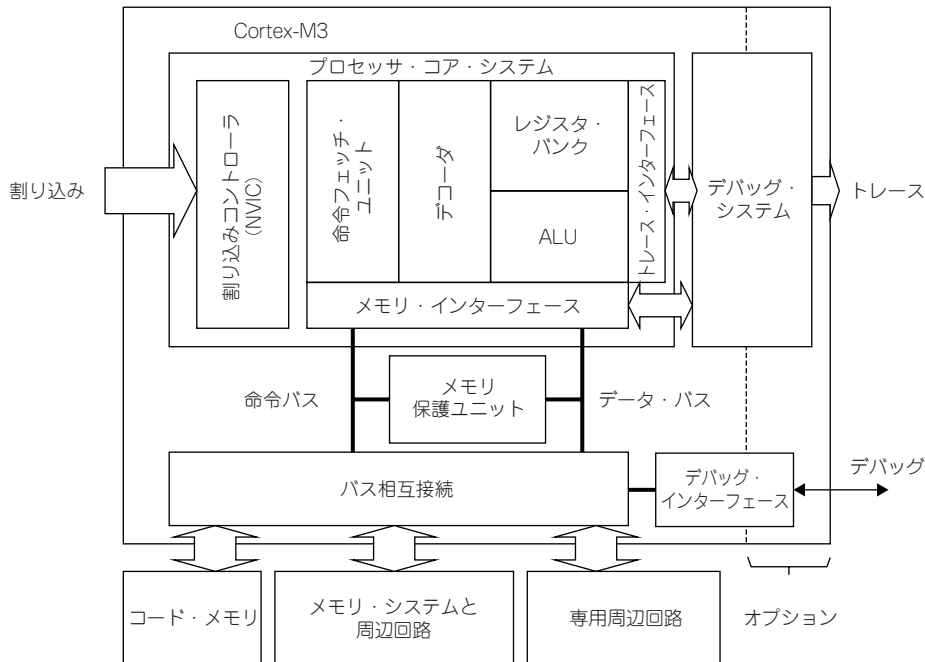 Cortex-M3
プロセッサ・コア・システム
割り込み
割り込みコントローラ
(NVIC)
命令フェッチ・
ユニット
デコーダ
レジスタ・
バンク
ALU
トレース・インターフェース
デバッグ・
システム
トレース
メモリ・インターフェース
命令バス
メモリ
保護ユニット
データ・バス
バス相互接続
デバッグ・
インターフェース
デバッグ
コード・メモリ
メモリ・システムと
周辺回路
専用周辺回路
オプション